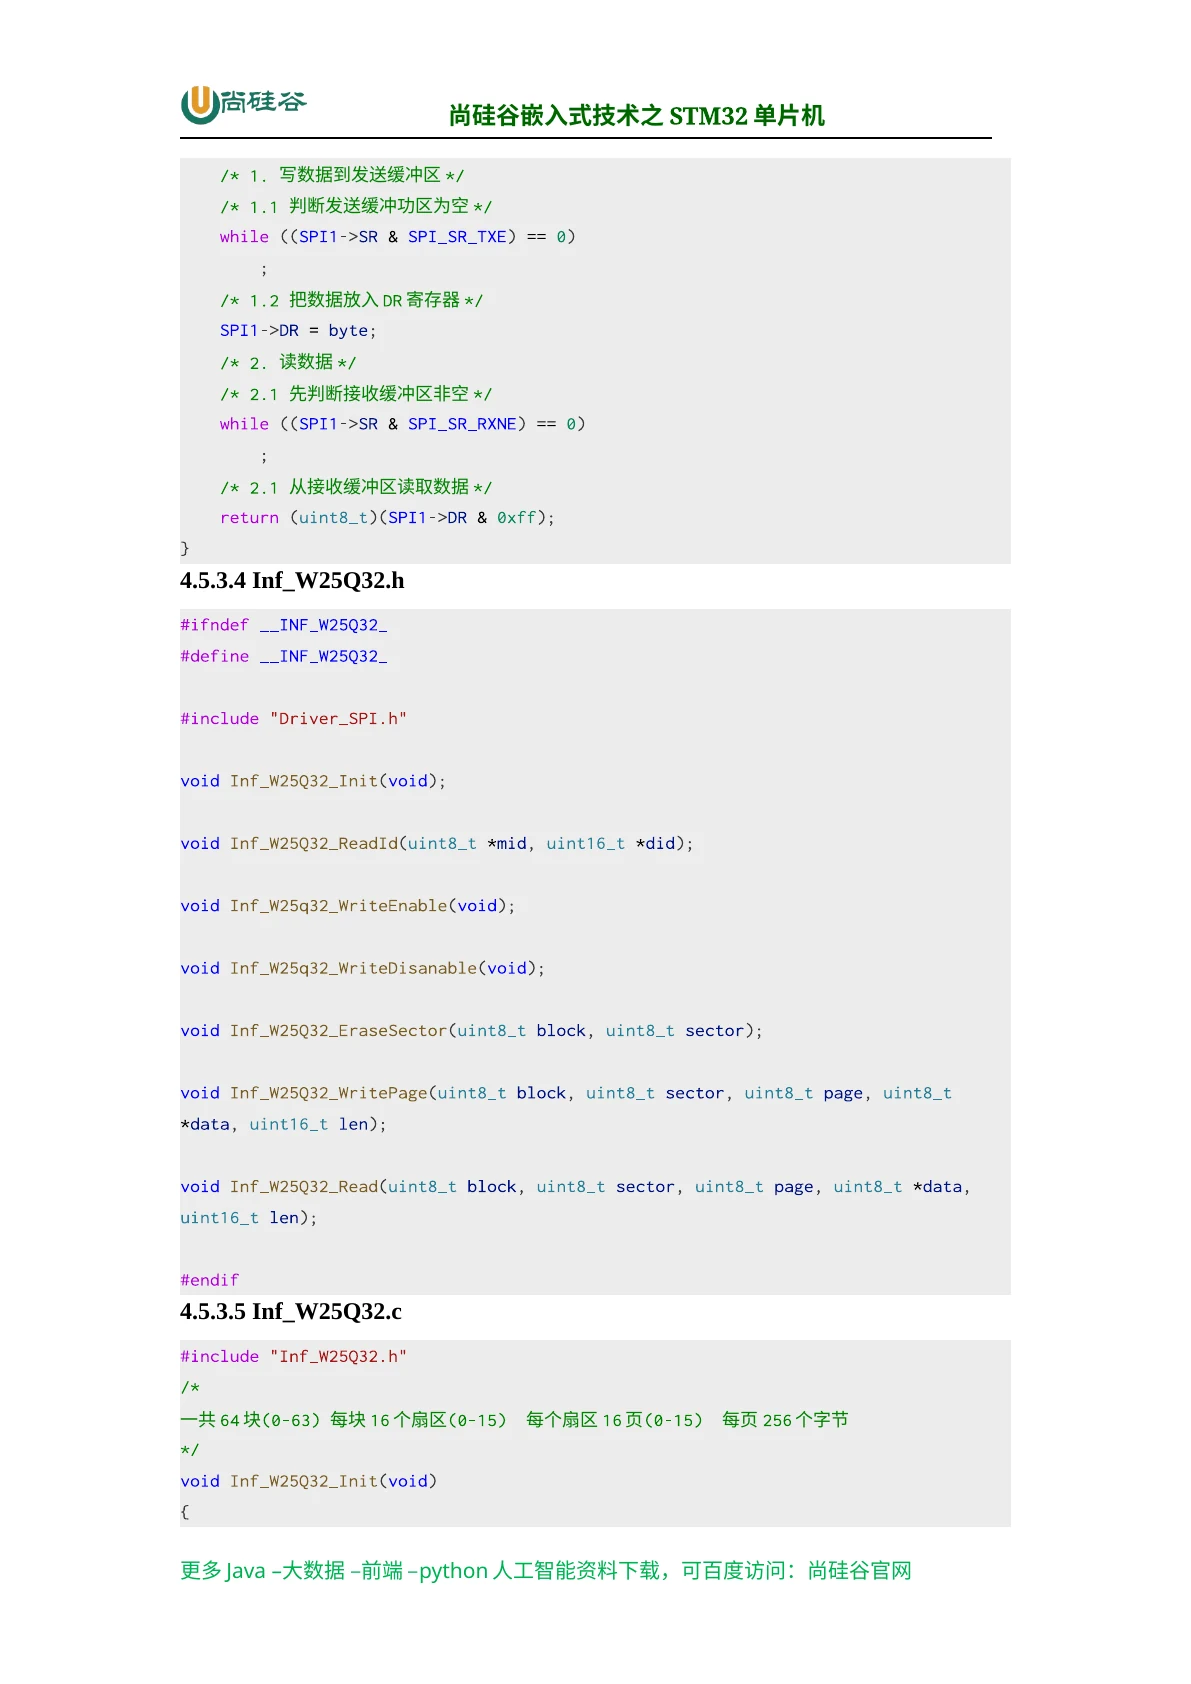 尚硅谷
尚硅谷嵌入式技术之 STM32 单片机
/* 1. 写数据到发送缓冲区 */
/* 1.1 判断发送缓冲功区为空 */
while ((SPI1->SR & SPI_SR_TXE) == 0)
;
/* 1.2 把数据放入 DR 寄存器 */
SPI1->DR = byte;
/* 2. 读数据 */
/* 2.1 先判断接收缓冲区非空 */
while ((SPI1->SR & SPI_SR_RXNE) == 0)
;
/* 2.1 从接收缓冲区读取数据 */
return (uint8_t)(SPI1->DR & 0xff);
}
4.5.3.4 Inf_W25Q32.h
#ifndef __INF_W25Q32_
#define __INF_W25Q32_
#include "Driver_SPI.h"
void Inf_W25Q32_Init(void);
void Inf_W25Q32_ReadId(uint8_t *mid, uint16_t *did);
void Inf_W25q32_WriteEnable(void);
void Inf_W25q32_WriteDisanable(void);
void Inf_W25Q32_EraseSector(uint8_t block, uint8_t sector);
void Inf_W25Q32_WritePage(uint8_t block, uint8_t sector, uint8_t page, uint8_t
*data, uint16_t len);
void Inf_W25Q32_Read(uint8_t block, uint8_t sector, uint8_t page, uint8_t *data,
uint16_t len);
#endif
4.5.3.5 Inf_W25Q32.c
#include "Inf_W25Q32.h"
/*
一共 64 块(0-63) 每块 16 个扇区(0-15) 每个扇区 16 页(0-15) 每页 256 个字节
*/
void Inf_W25Q32_Init(void)
{
更多 Java –大数据 –前端 –python 人工智能资料下载，可百度访问：尚硅谷官网